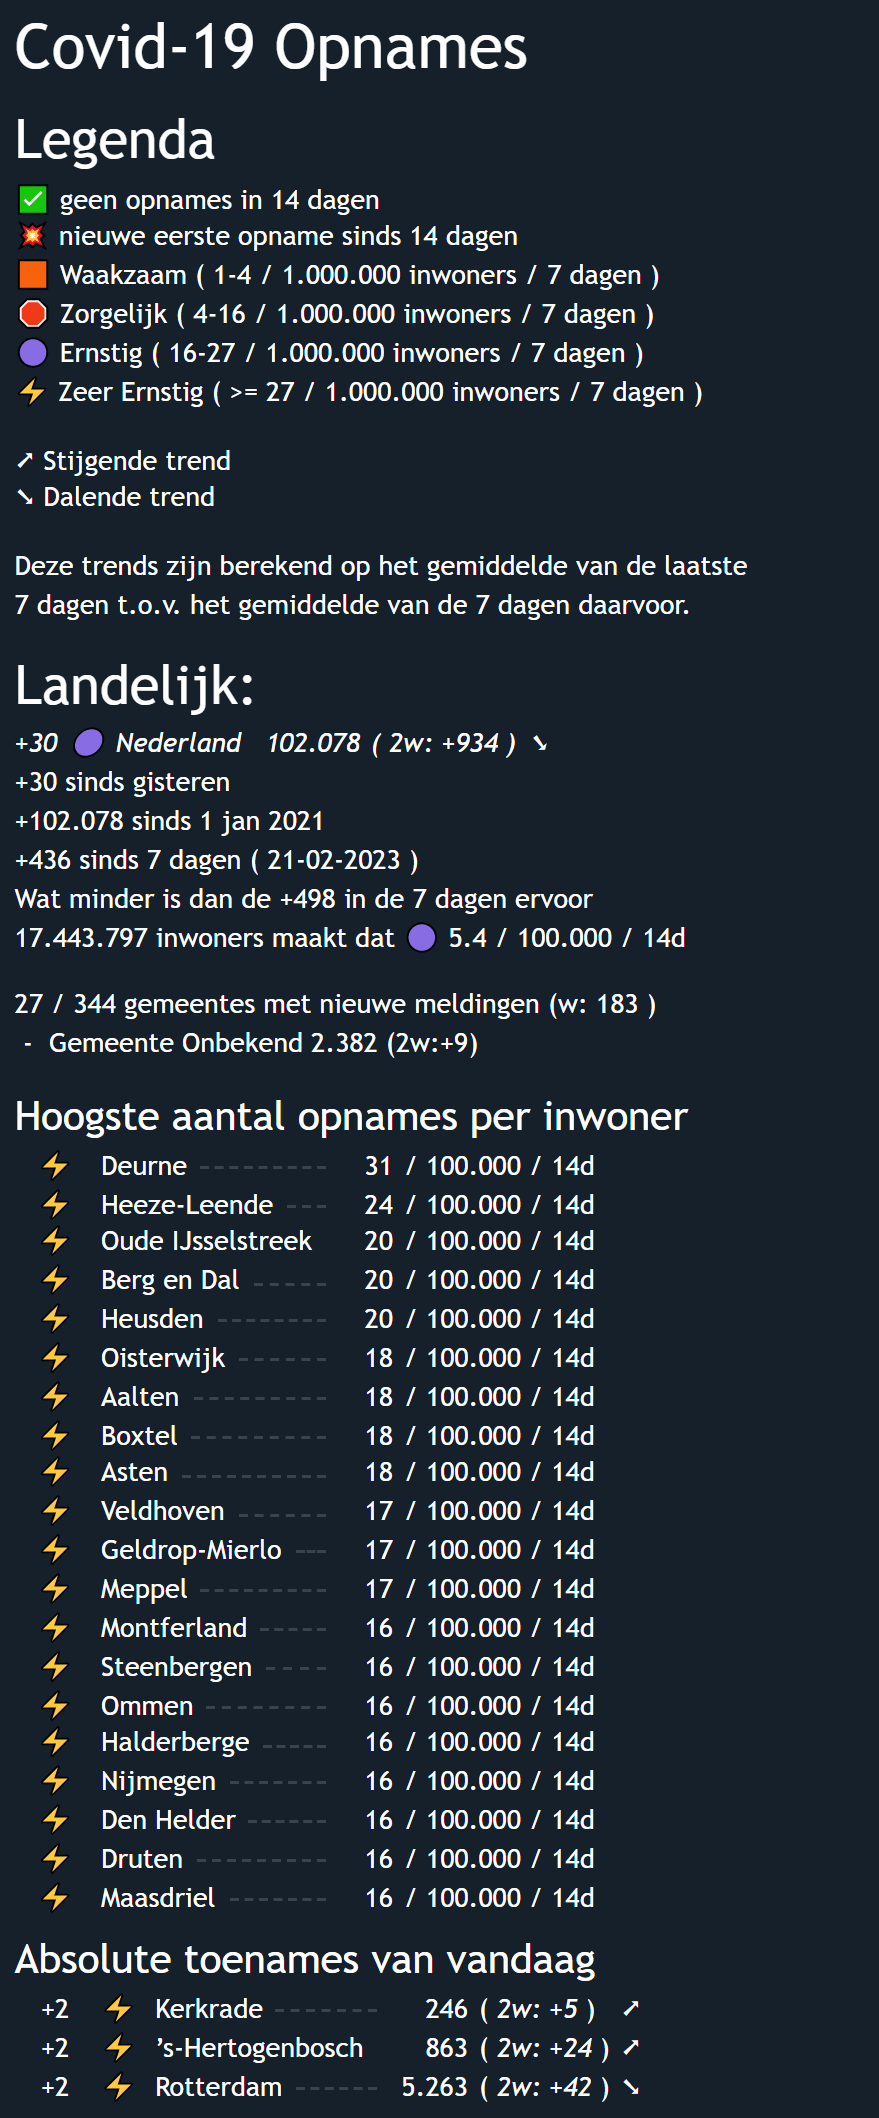 Covid-19 Opnames
Legenda
✅ geen opnames in 14 dagen
💥 nieuwe eerste opname sinds 14 dagen
🟧 Waakzaam ( 1-4 / 1.000.000 inwoners / 7 dagen )
🛑 Zorgelijk ( 4-16 / 1.000.000 inwoners / 7 dagen )
🟣 Ernstig ( 16-27 / 1.000.000 inwoners / 7 dagen )
⚡ Zeer Ernstig ( >= 27 / 1.000.000 inwoners / 7 dagen )
➚ Stijgende trend
➘ Dalende trend
Deze trends zijn berekend op het gemiddelde van de laatste
7 dagen t.o.v. het gemiddelde van de 7 dagen daarvoor.
Landelijk:
+30 🟣 Nederland 102.078 ( 2w: +934 ) ➘
+30 sinds gisteren
+102.078 sinds 1 jan 2021
+436 sinds 7 dagen ( 21-02-2023 )
Wat minder is dan de +498 in de 7 dagen ervoor
17.443.797 inwoners maakt dat 🟣 5.4 / 100.000 / 14d
27 / 344 gemeentes met nieuwe meldingen (w: 183 )
- Gemeente Onbekend 2.382 (2w:+9)
Hoogste aantal opnames per inwoner
⚡ Deurne --------- 31 / 100.000 / 14d
⚡ Heeze-Leende --- 24 / 100.000 / 14d
⚡ Oude IJsselstreek 20 / 100.000 / 14d
⚡ Berg en Dal ----- 20 / 100.000 / 14d
⚡ Heusden -------- 20 / 100.000 / 14d
⚡ Oisterwijk ------ 18 / 100.000 / 14d
⚡ Aalten --------- 18 / 100.000 / 14d
⚡ Boxtel --------- 18 / 100.000 / 14d
⚡ Asten ---------- 18 / 100.000 / 14d
⚡ Veldhoven ------ 17 / 100.000 / 14d
⚡ Geldrop-Mierlo --- 17 / 100.000 / 14d
⚡ Meppel --------- 17 / 100.000 / 14d
⚡ Montferland ----- 16 / 100.000 / 14d
⚡ Steenbergen ---- 16 / 100.000 / 14d
⚡ Ommen -------- 16 / 100.000 / 14d
⚡ Halderberge ----- 16 / 100.000 / 14d
⚡ Nijmegen ------- 16 / 100.000 / 14d
⚡ Den Helder ------ 16 / 100.000 / 14d
⚡ Druten --------- 16 / 100.000 / 14d
⚡ Maasdriel ------- 16 / 100.000 / 14d
Absolute toenames van vandaag
+2 ⚡ Kerkrade ------- 246 ( 2w: +5 ) ➚
+2 ⚡ ’s-Hertogenbosch 863 ( 2w: +24 ) ➚
+2 ⚡ Rotterdam ------ 5.263 ( 2w: +42 ) ➘